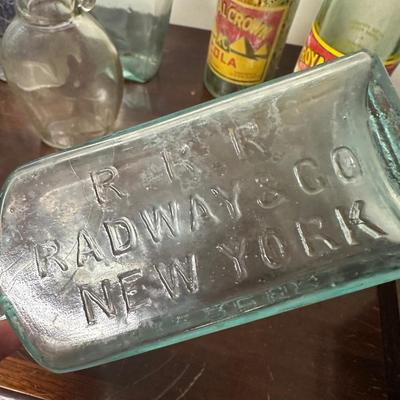 R. R. R.
RADWAY & CO
NEW YORK
CROWN
COLA